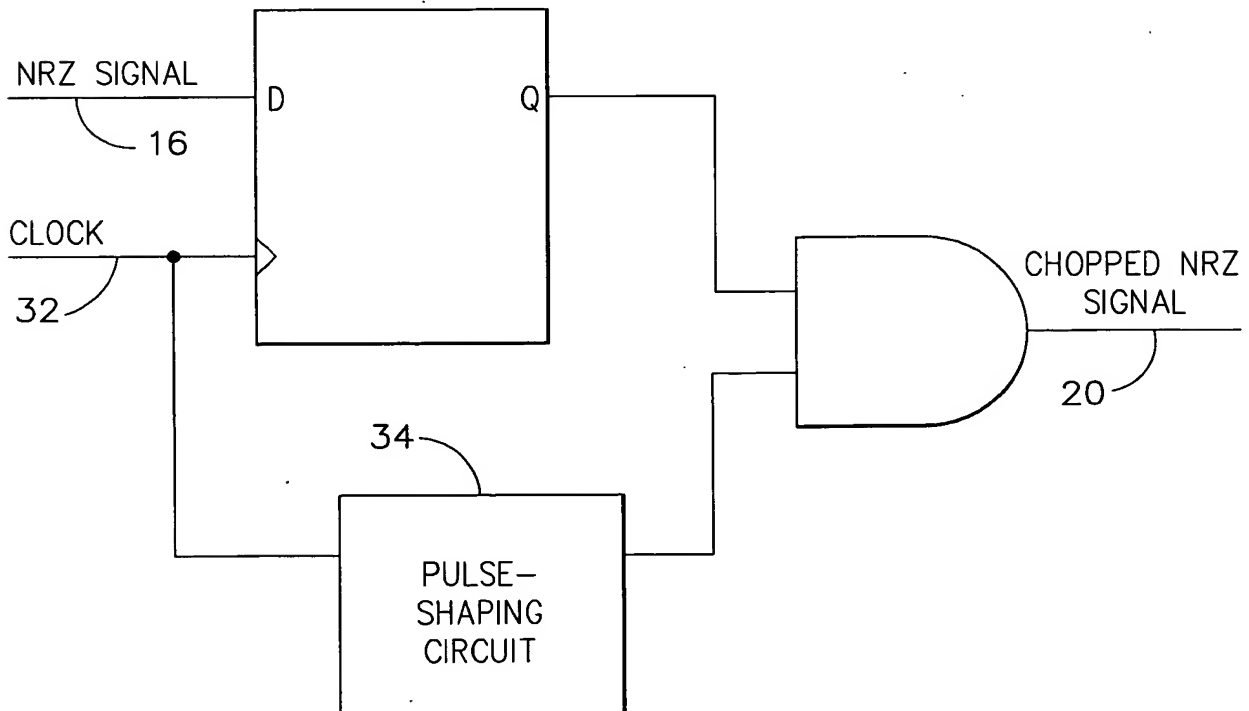 NRZ SIGNAL
D
Q
16
CLOCK
32
CHOPPED NRZ
SIGNAL
20
34
PULSE-
SHAPING
CIRCUIT